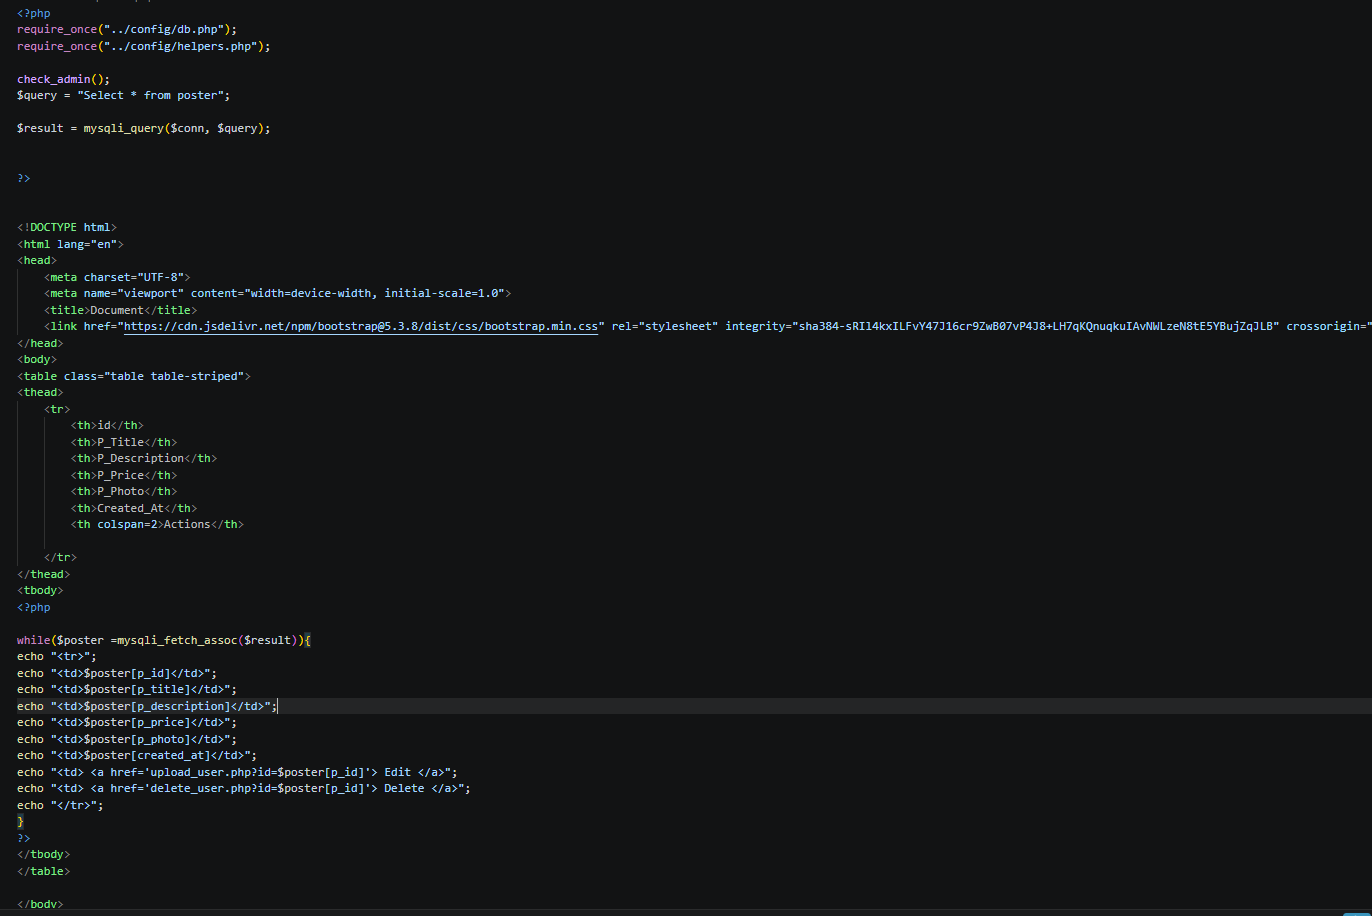 <?php
require_once("../config/db.php");
require_once("../config/helpers.php");
check_admin();
$query = "Select * from poster";
$result = mysqli_query($conn, $query);
?>
<!DOCTYPE html>
<html lang="en">
<head>
<meta charset="UTF-8">
<meta name="viewport" content="width=device-width, initial-scale=1.0">
<title>Document</title>
<link href="https://cdn.jsdelivr.net/npm/bootstrap@5.3.8/dist/css/bootstrap.min.css" rel="stylesheet" integrity="sha384-sRIl4kxILFvY47J16cr9ZwB07vP4J8+LH7qKQnuqkuIAvNWLzeN8tE5YBujZqJLB" crossorigin="
</head>
<body>
<table class="table table-striped">
<thead>
<tr>
<th>id</th>
<th>P_Title</th>
<th>P_Description</th>
<th>P_Price</th>
<th>P_Photo</th>
<th>Created_At</th>
<th colspan=2>Actions</th>
</tr>
</thead>
<tbody>
<?php
while($poster =mysqli_fetch_assoc($result)){
echo "<tr>";
echo "<td>$poster[p_id]</td>";
echo "<td>$poster[p_title]</td>";
echo "<td>$poster[p_description]</td>";
echo "<td>$poster[p_price]</td>";
echo "<td>$poster[p_photo]</td>";
echo "<td>$poster[created_at]</td>";
echo "<td> <a href='upload_user.php?id=$poster[p_id]'> Edit </a>";
echo "<td> <a href='delete_user.php?id=$poster[p_id]'> Delete </a>";
echo "</tr>";
}
?>
</tbody>
</table>
</body>